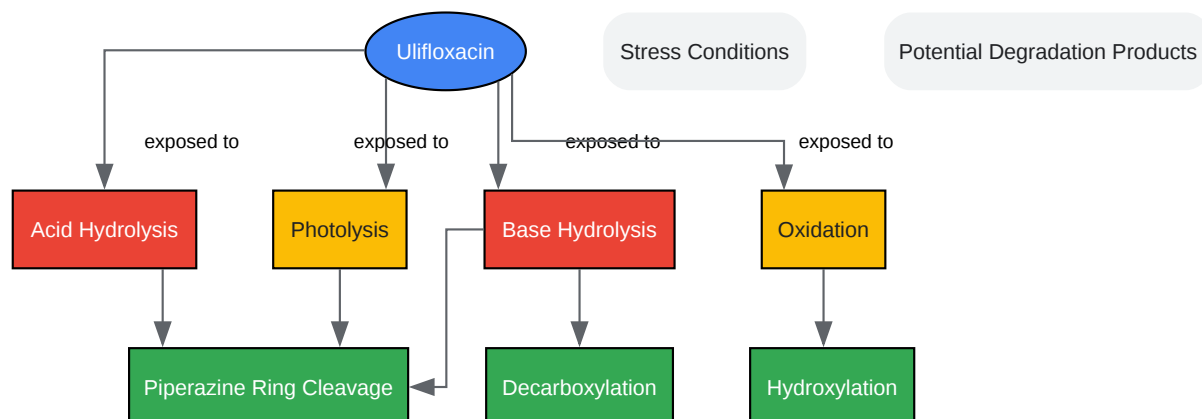 Ulifloxacin
Stress Conditions
Potential Degradation Products
exposed to
exposed to
exposed to
exposed to
Acid Hydrolysis
Photolysis
Base Hydrolysis
Oxidation
Piperazine Ring Cleavage
Decarboxylation
Hydroxylation